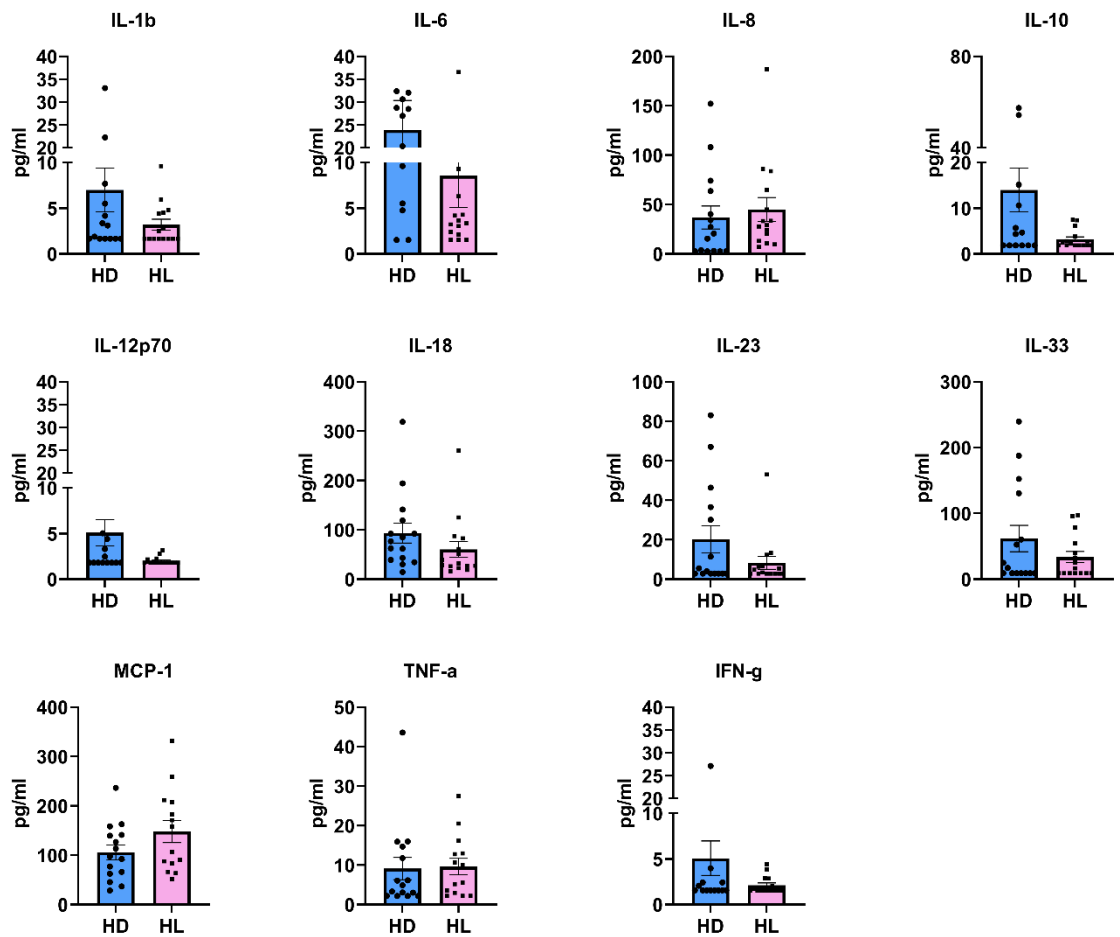 IL-1b
IL-6
IL-8
IL-10
pg/ml
40
35
30
25
20
10
5
0
HD HL
pg/ml
40
35
30
25
20
10
5
0
HD HL
pg/ml
200
150
100
50
0
HD HL
pg/ml
80
40
20
10
0
HD HL
IL-12p70
IL-18
IL-23
IL-33
pg/ml
40
35
30
25
20
10
5
0
HD HL
pg/ml
400
300
200
100
0
HD HL
pg/ml
100
80
60
40
20
0
HD HL
pg/ml
300
200
100
0
HD HL
MCP-1
TNF-a
IFN-g
pg/ml
400
300
200
100
0
HD HL
pg/ml
50
40
30
20
10
0
HD HL
pg/ml
40
35
30
25
20
10
5
0
HD HL